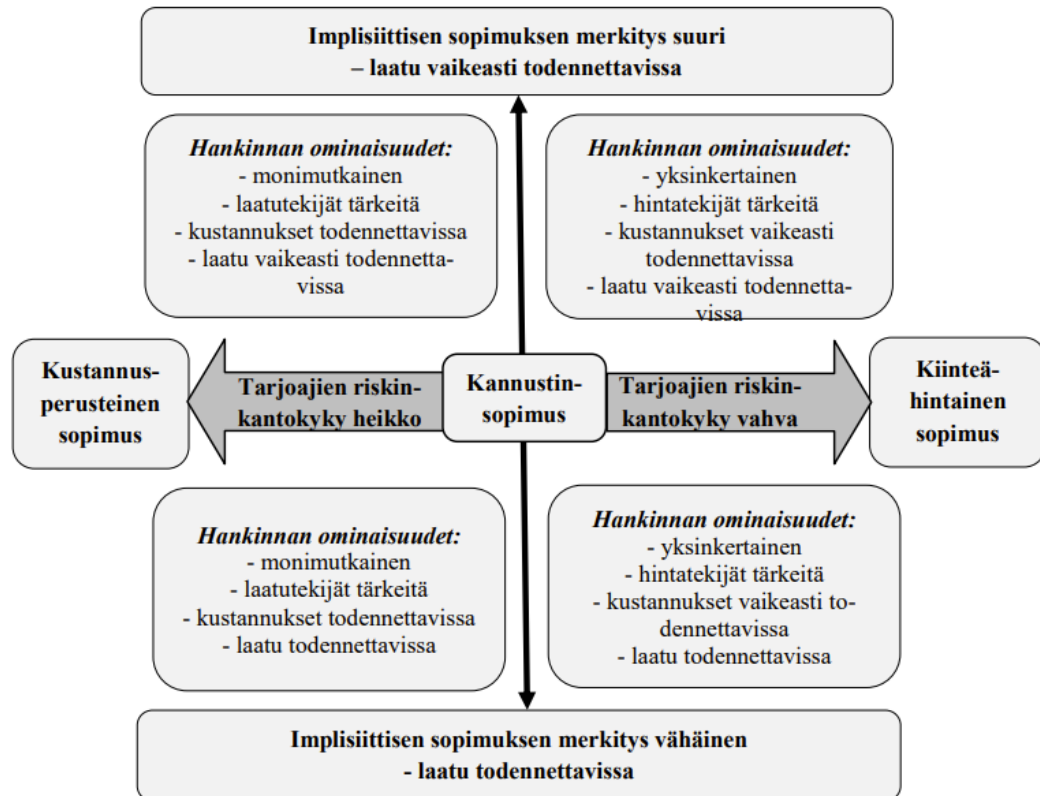 Implisiittisen sopimuksen merkitys suuri
– laatu vaikeasti todennettavissa
Hankinnan ominaisuudet:
- monimutkainen
- laatutekijät tärkeitä
- kustannukset todennettavissa
- laatu vaikeasti todennetta-
vissa
Hankinnan ominaisuudet:
- yksinkertainen
- hintatekijät tärkeitä
- kustannukset vaikeasti
todennettavissa
- laatu vaikeasti todennetta-
vissa
Kustannus-
perusteinen
sopimus
Tarjoajien riskin-
kantokyky heikko
Kannustin-
sopimus
Tarjoajien riskin-
kantokyky vahva
Kiinteä-
hintainen
sopimus
Hankinnan ominaisuudet:
- monimutkainen
- laatutekijät tärkeitä
- kustannukset todennettavissa
- laatu todennettavissa
Hankinnan ominaisuudet:
- yksinkertainen
- hintatekijät tärkeitä
- kustannukset vaikeasti to-
dennettavissa
- laatu todennettavissa
Implisiittisen sopimuksen merkitys vähäinen
- laatu todennettavissa